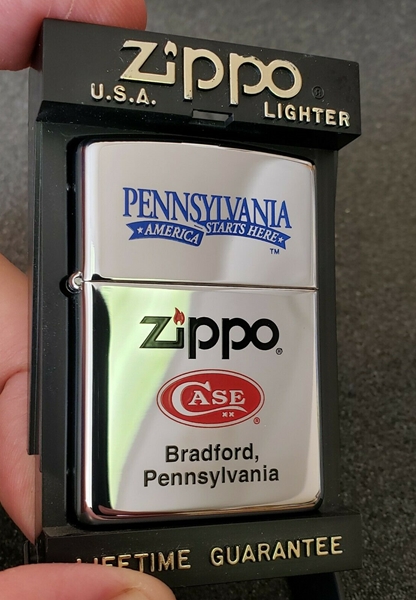 Zippo®
U.S.A. LIGHTER
PENNSYLVANIA
★ AMERICA STARTS HERE ★
TM
Zippo®
CASE
XX
®
Bradford,
Pennsylvania
LIFETIME GUARANTEE